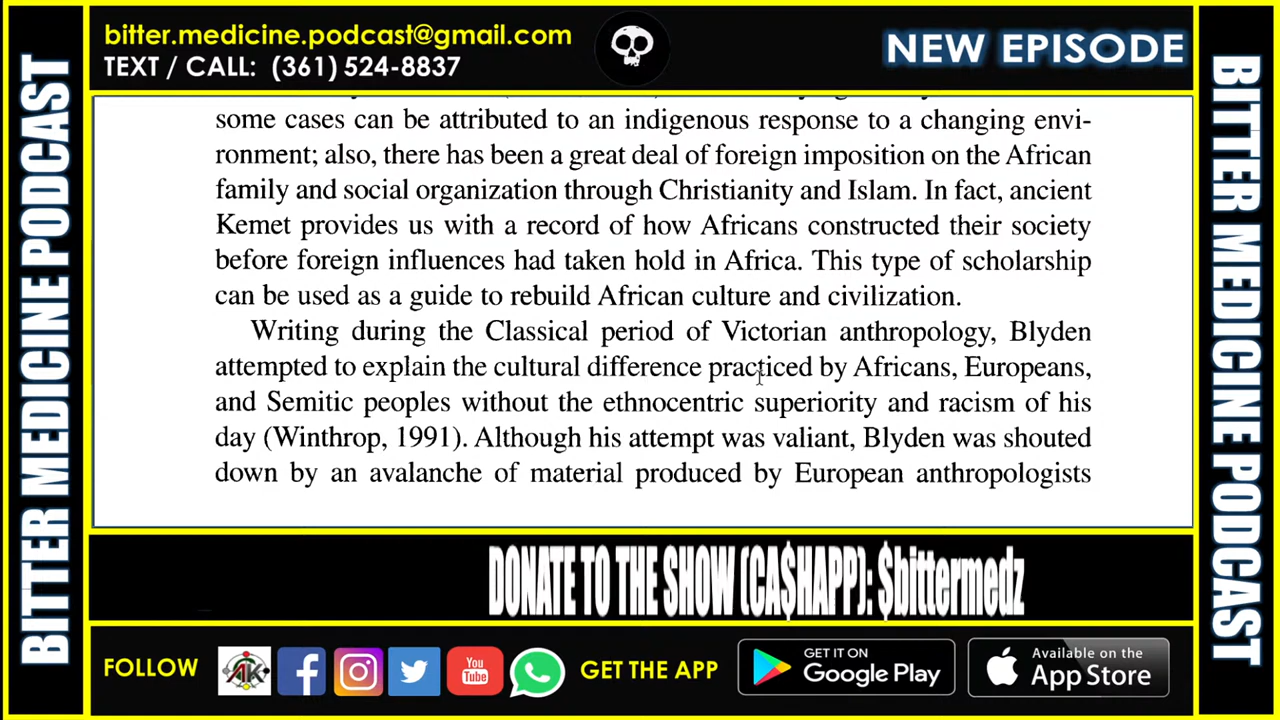 bitter.medicine.podcast@gmail.com
TEXT / CALL: (361) 524-8837
NEW EPISODE
BITTER MEDICINE PODCAST
some cases can be attributed to an indigenous response to a changing envi-
ronment; also, there has been a great deal of foreign imposition on the African
family and social organization through Christianity and Islam. In fact, ancient
Kemet provides us with a record of how Africans constructed their society
before foreign influences had taken hold in Africa. This type of scholarship
can be used as a guide to rebuild African culture and civilization.
Writing during the Classical period of Victorian anthropology, Blyden
attempted to explain the cultural difference practiced by Africans, Europeans,
and Semitic peoples without the ethnocentric superiority and racism of his
day (Winthrop, 1991). Although his attempt was valiant, Blyden was shouted
down by an avalanche of material produced by European anthropologists
BITTER MEDICINE PODCAST
DONATE TO THE SHOW (CA$HAPP): $bittermedz
FOLLOW
You
Tube
GET THE APP
GET IT ON
Google Play
Available on the
App Store